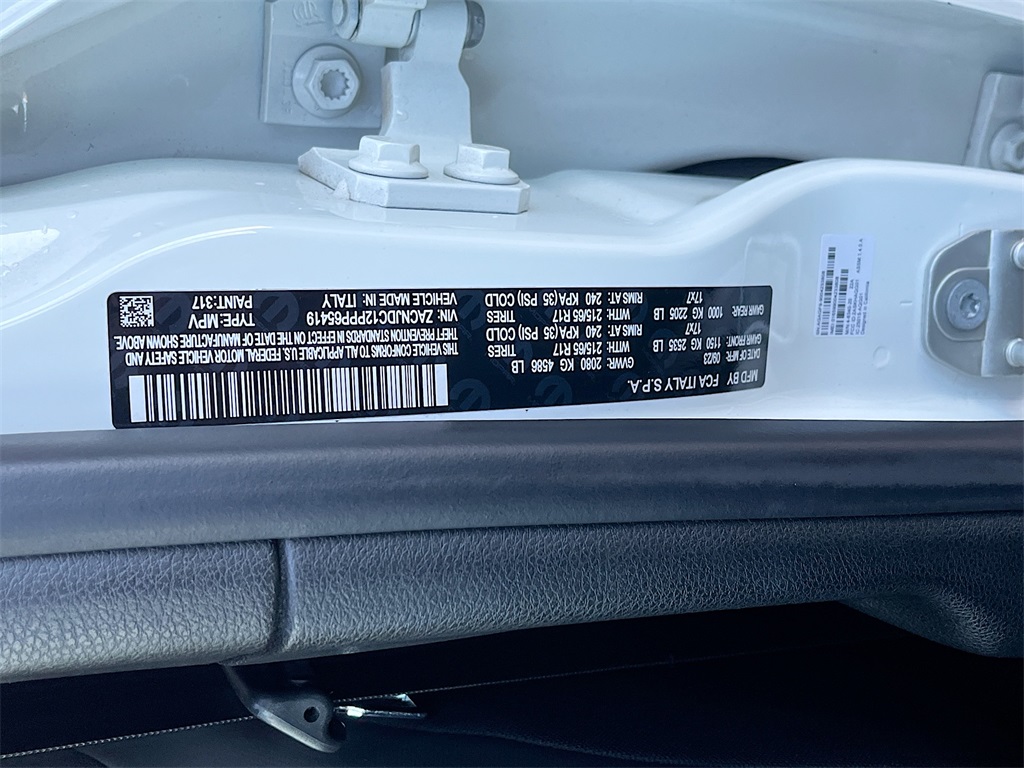 MFD BY FCA ITALY S.P.A.
DATE OF MFR: 09/23 GVWR: 2080 KG 4586 LB
GAWR FRONT: 1150 KG 2535 LB WITH: 215/65 R17 TIRES
17X7 RIMS AT: 240 KPA(35 PSI) COLD
GAWR REAR: 1000 KG 2205 LB WITH: 215/65 R17 TIRES
17X7 RIMS AT: 240 KPA(35 PSI) COLD
THIS VEHICLE CONFORMS TO ALL APPLICABLE U.S. FEDERAL MOTOR VEHICLE SAFETY AND
THEFT PREVENTION STANDARDS IN EFFECT ON THE DATE OF MANUFACTURE SHOWN ABOVE
VIN: ZACNJDC12PPP65419 TYPE: MPV
VEHICLE MADE IN: ITALY PAINT:317